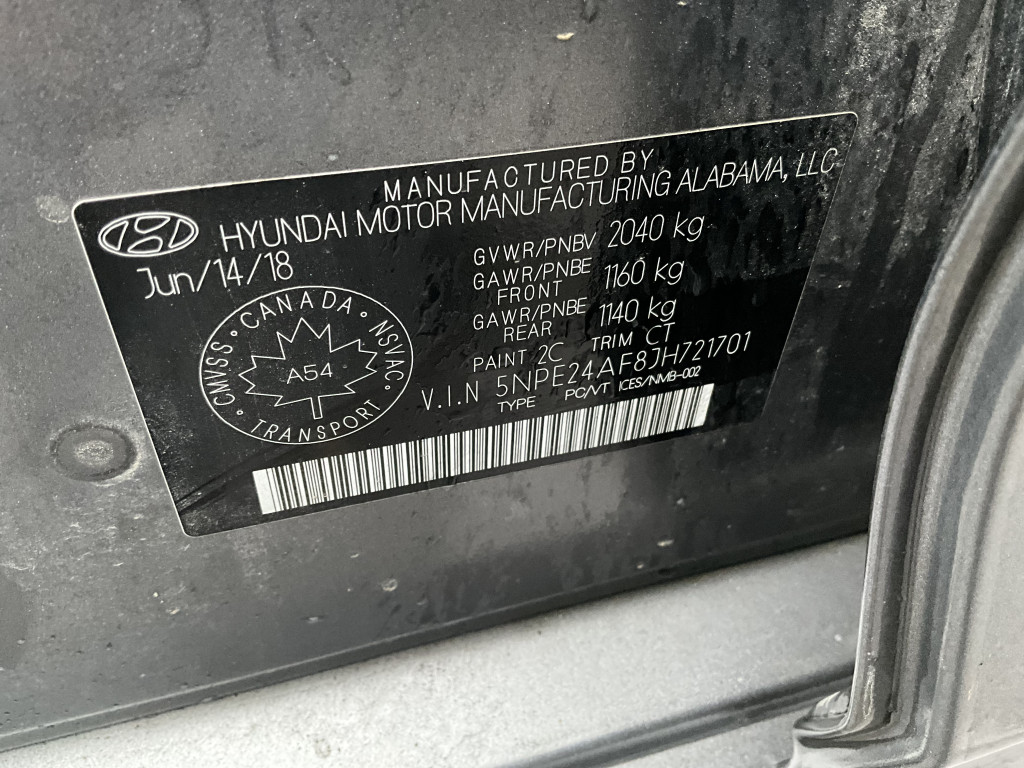 MANUFACTURED BY
HYUNDAI MOTOR MANUFACTURING ALABAMA, LLC
Jun/14/18
GVWR/PNBV 2040 kg
GAWR/PNBE FRONT 1160 kg
GAWR/PNBE REAR 1140 kg
PAINT 2C TRIM CT
V.I.N 5NPE24AF8JH721701
TYPE PC/VT ICES/NMB-002
CMVSS • CANADA • NSVAC • TRANSPORT •
A54